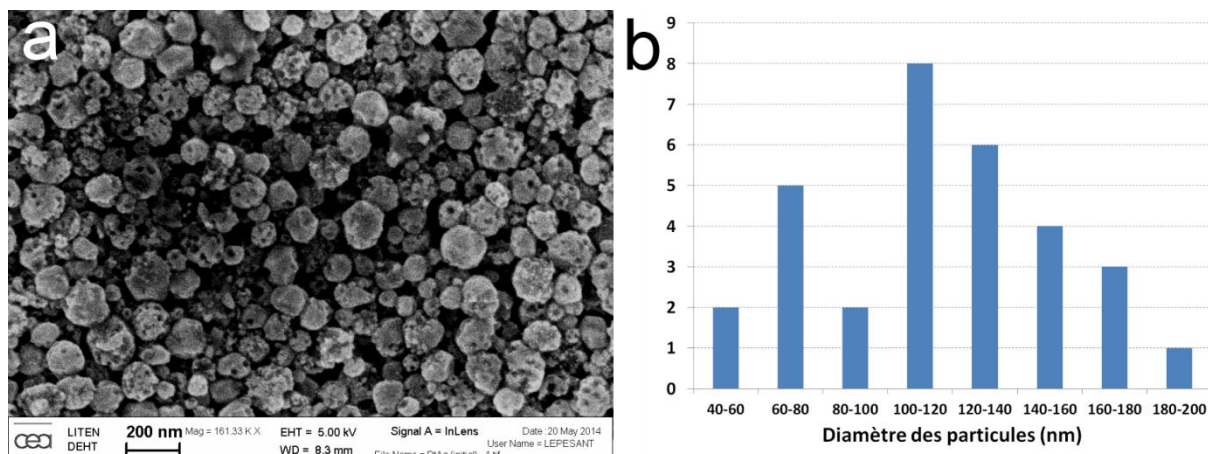 a
cea
LITEN
DEHT
200 nm
Mag = 161.33 K X
EHT = 5.00 kV
WD = 8.3 mm
Signal A = InLens
Date :20 May 2014
User Name = LEPESANT
b
9
8
7
6
5
4
3
2
1
0
40-60 60-80 80-100 100-120 120-140 140-160 160-180 180-200
Diamètre des particules (nm)